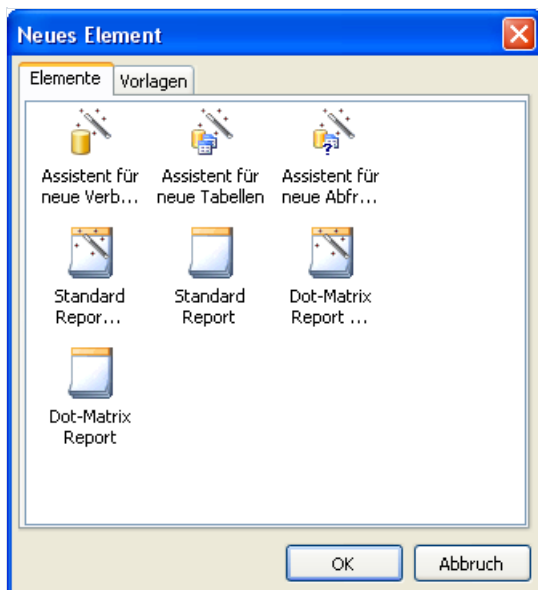 Neues Element
Elemente Vorlagen
Assistent für Assistent für Assistent für
neue Verb... neue Tabellen neue Abfr...
Standard Standard Dot-Matrix
Repor... Report Report ...
Dot-Matrix
Report
OK Abbruch